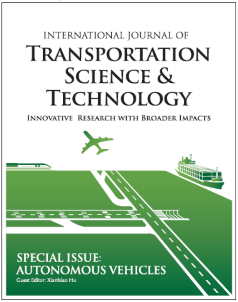 INTERNATIONAL JOURNAL OF
TRANSPORTATION
SCIENCE &
TECHNOLOGY
INNOVATIVE RESEARCH WITH BROADER IMPACTS
SPECIAL ISSUE:
AUTONOMOUS VEHICLES
Guest Editor: Xianbiao Hu